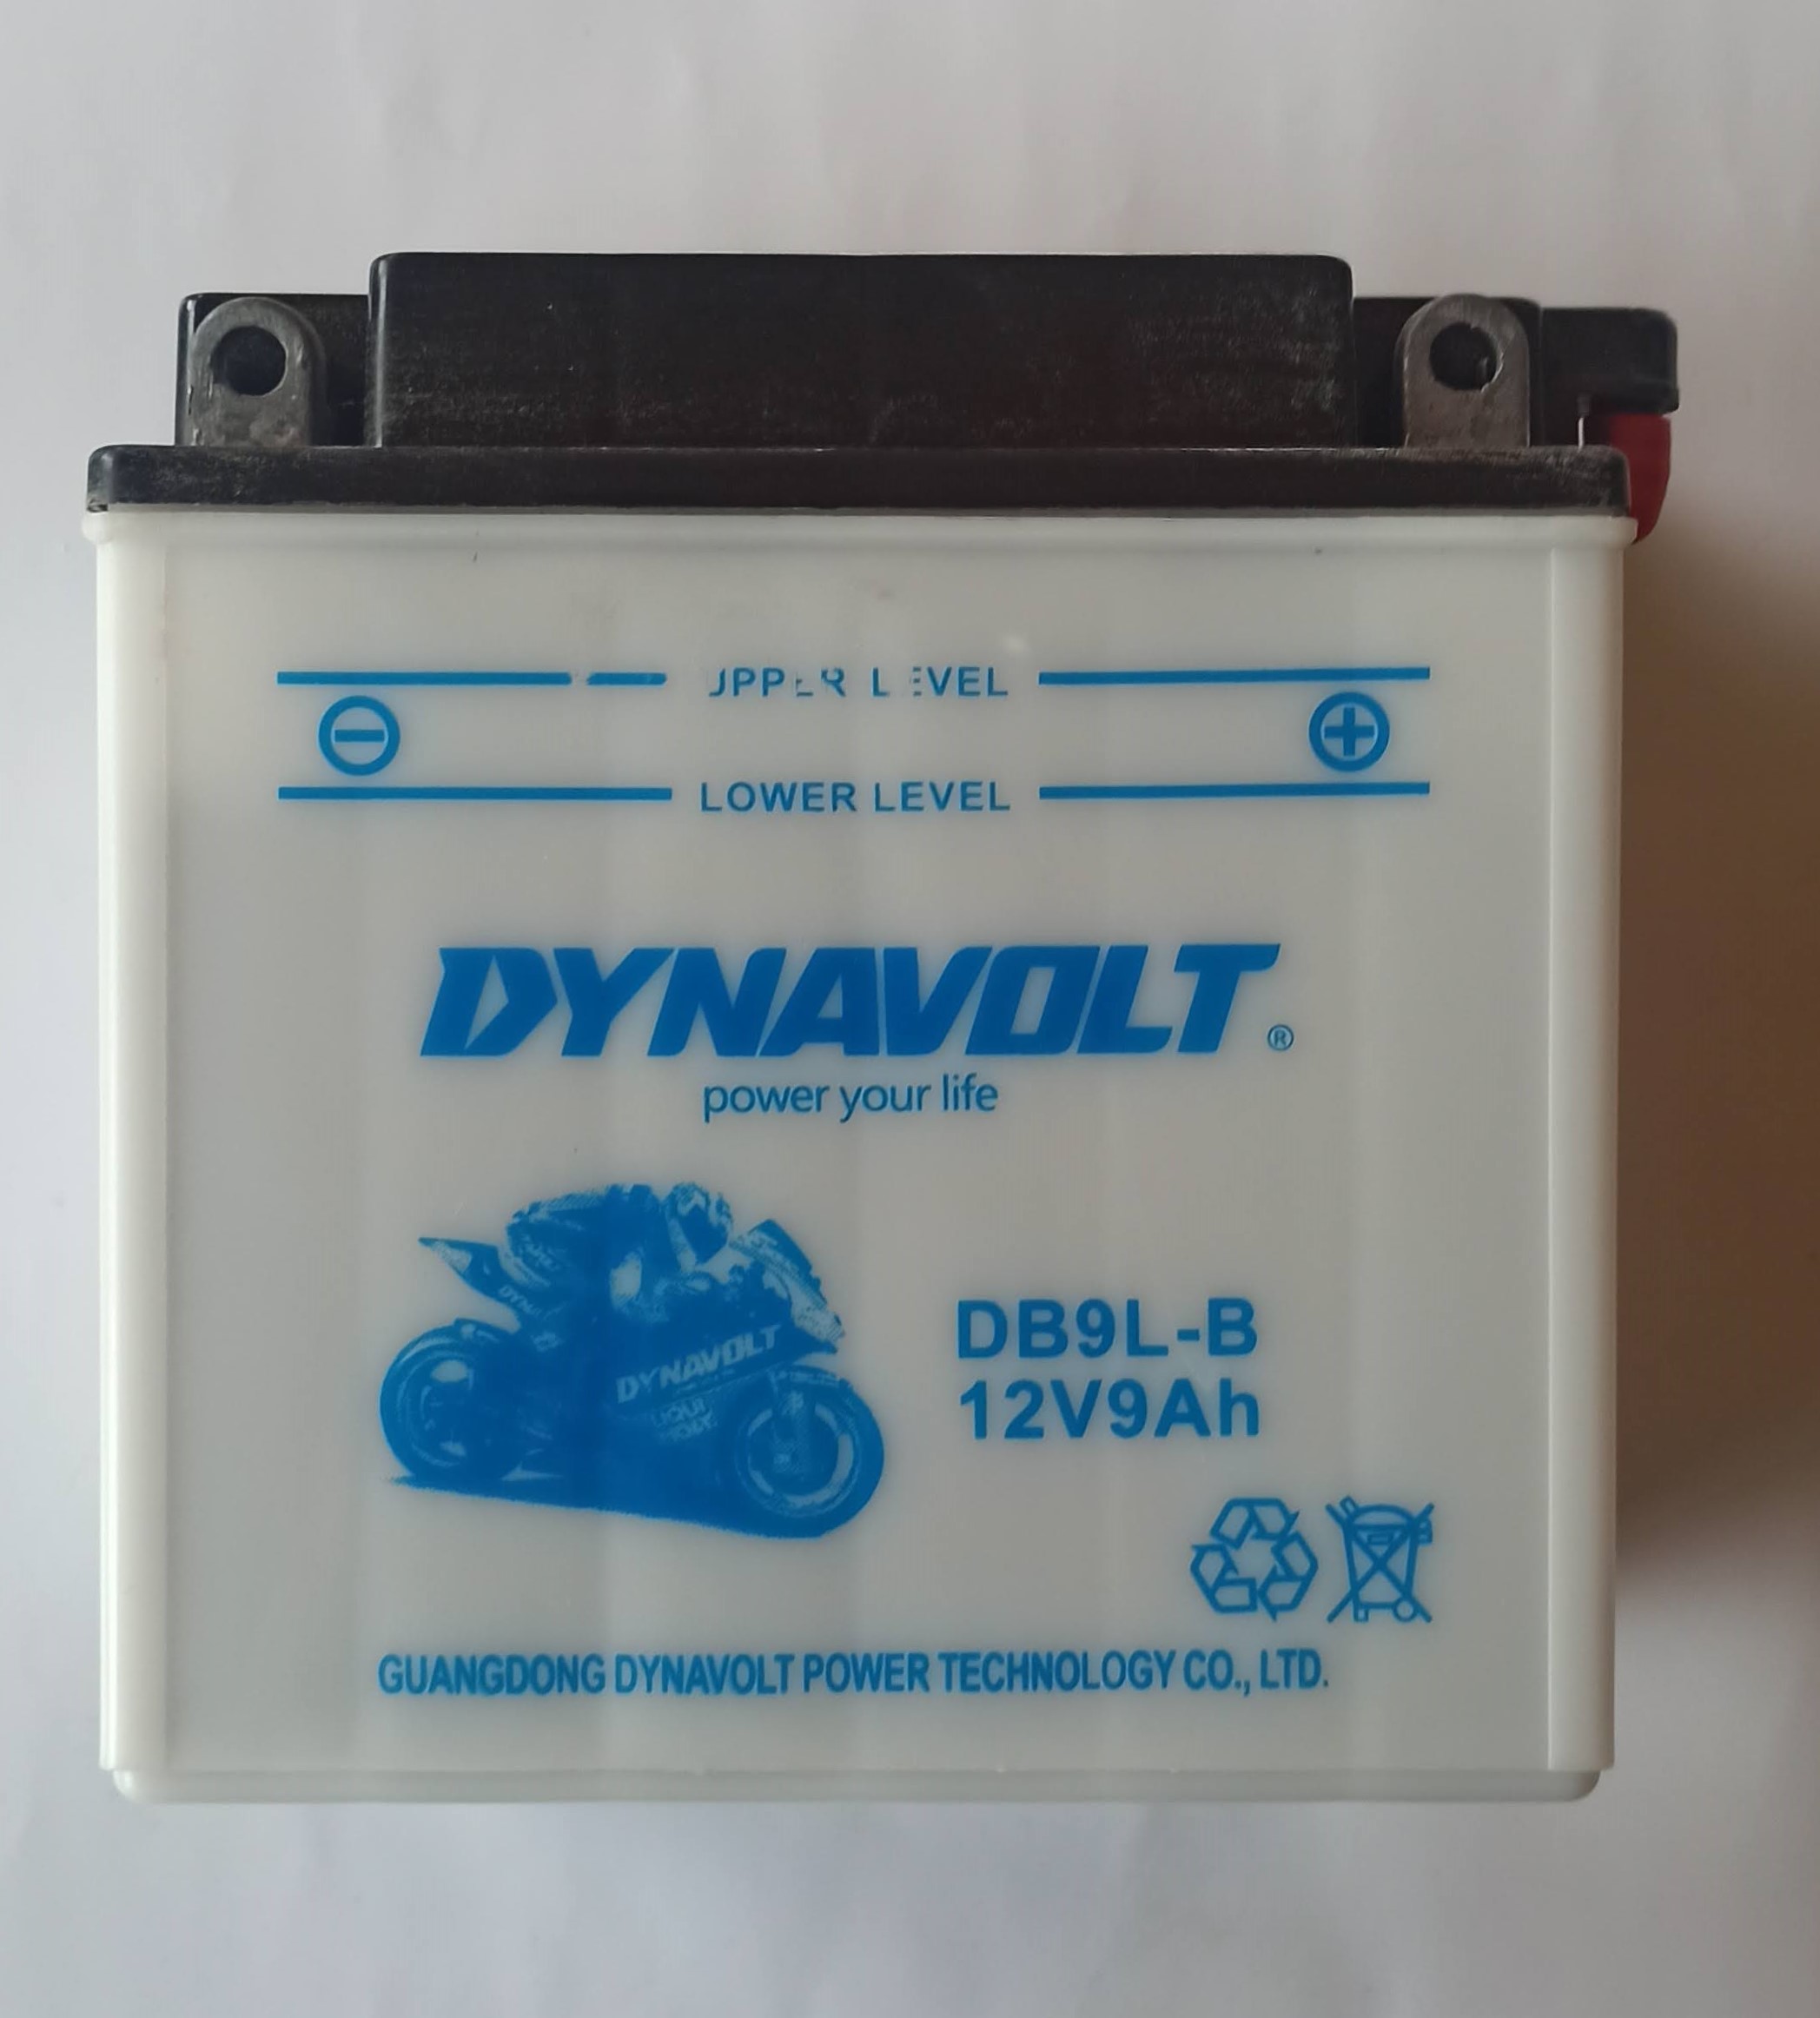 UPPER LEVEL
LOWER LEVEL
DYNAVOLT®
power your life
DYNAVOLT
DB9L-B
12V9Ah
GUANGDONG DYNAVOLT POWER TECHNOLOGY CO., LTD.